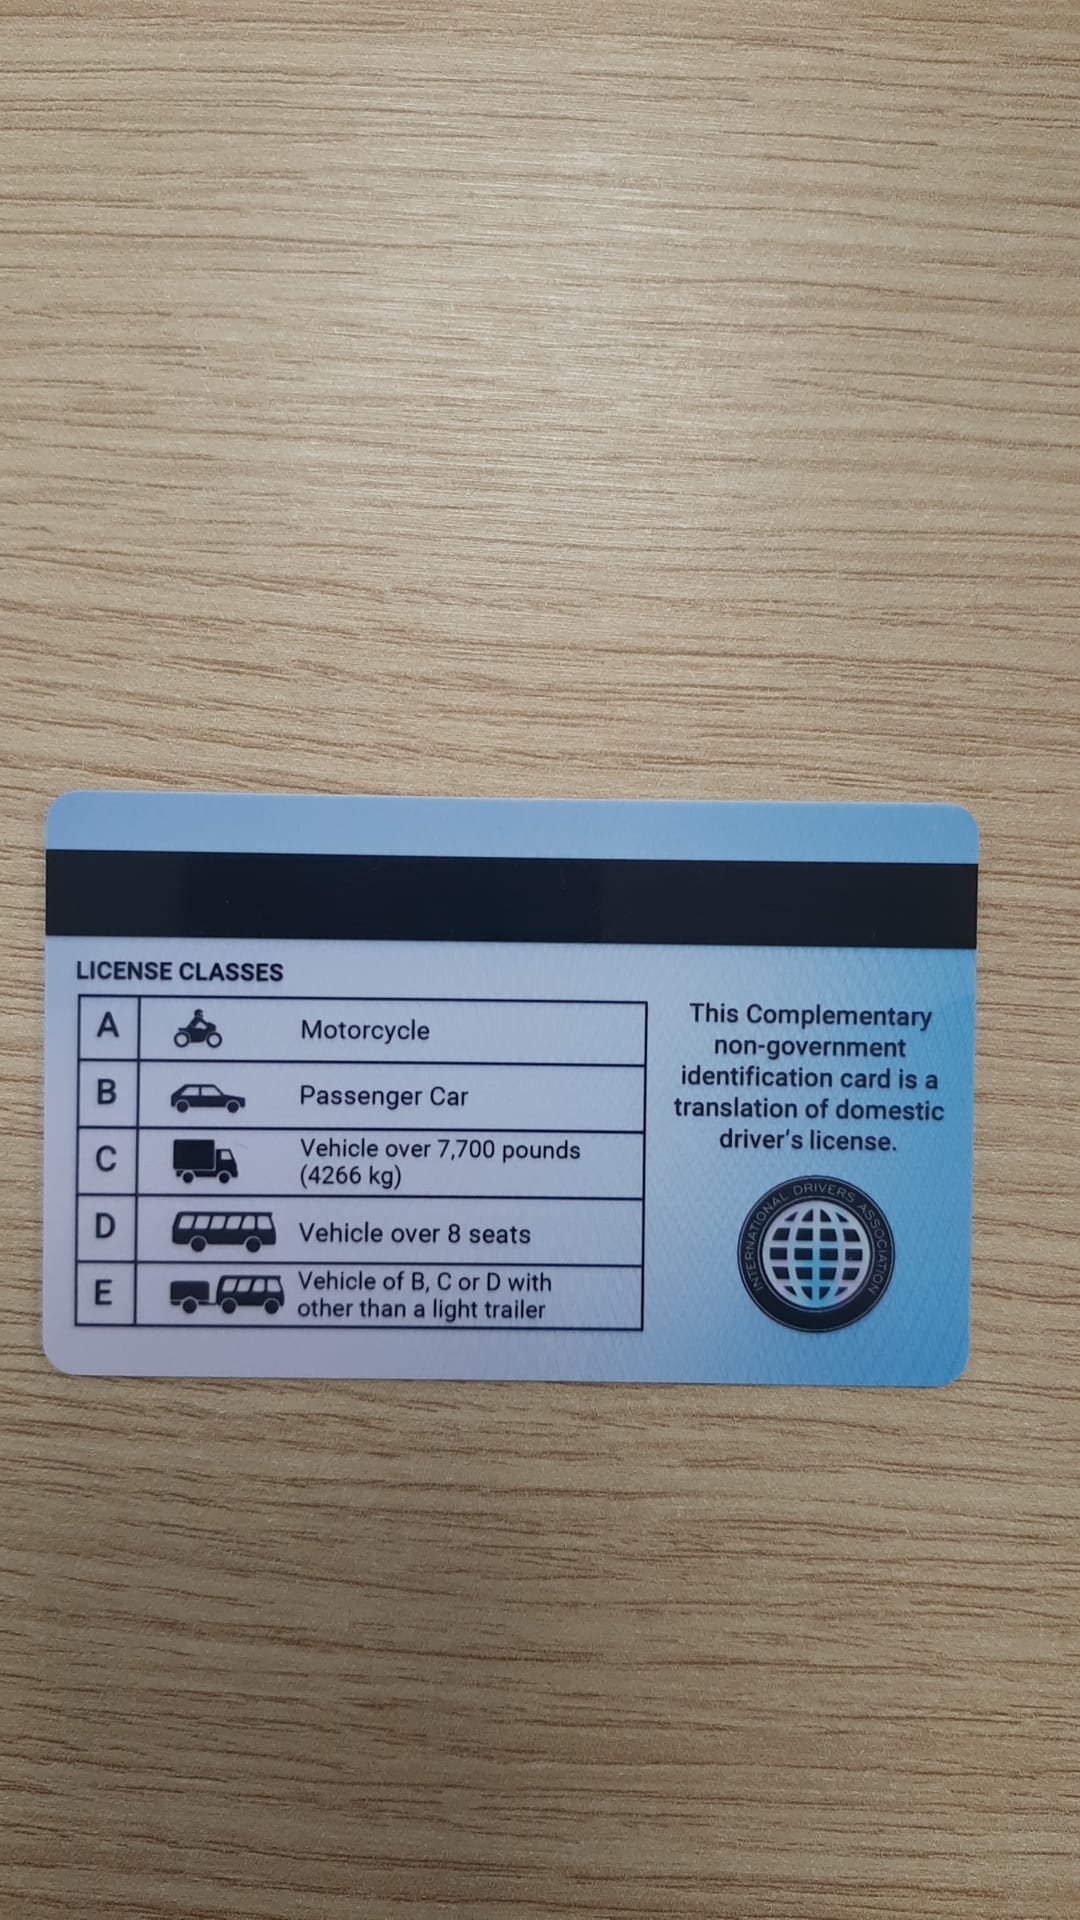 LICENSE CLASSES
A Motorcycle
B Passenger Car
C Vehicle over 7,700 pounds
(4266 kg)
D Vehicle over 8 seats
E Vehicle of B, C or D with
other than a light trailer
This Complementary
non-government
identification card is a
translation of domestic
driver's license.
INTERNATIONAL DRIVERS ASSOCIATION